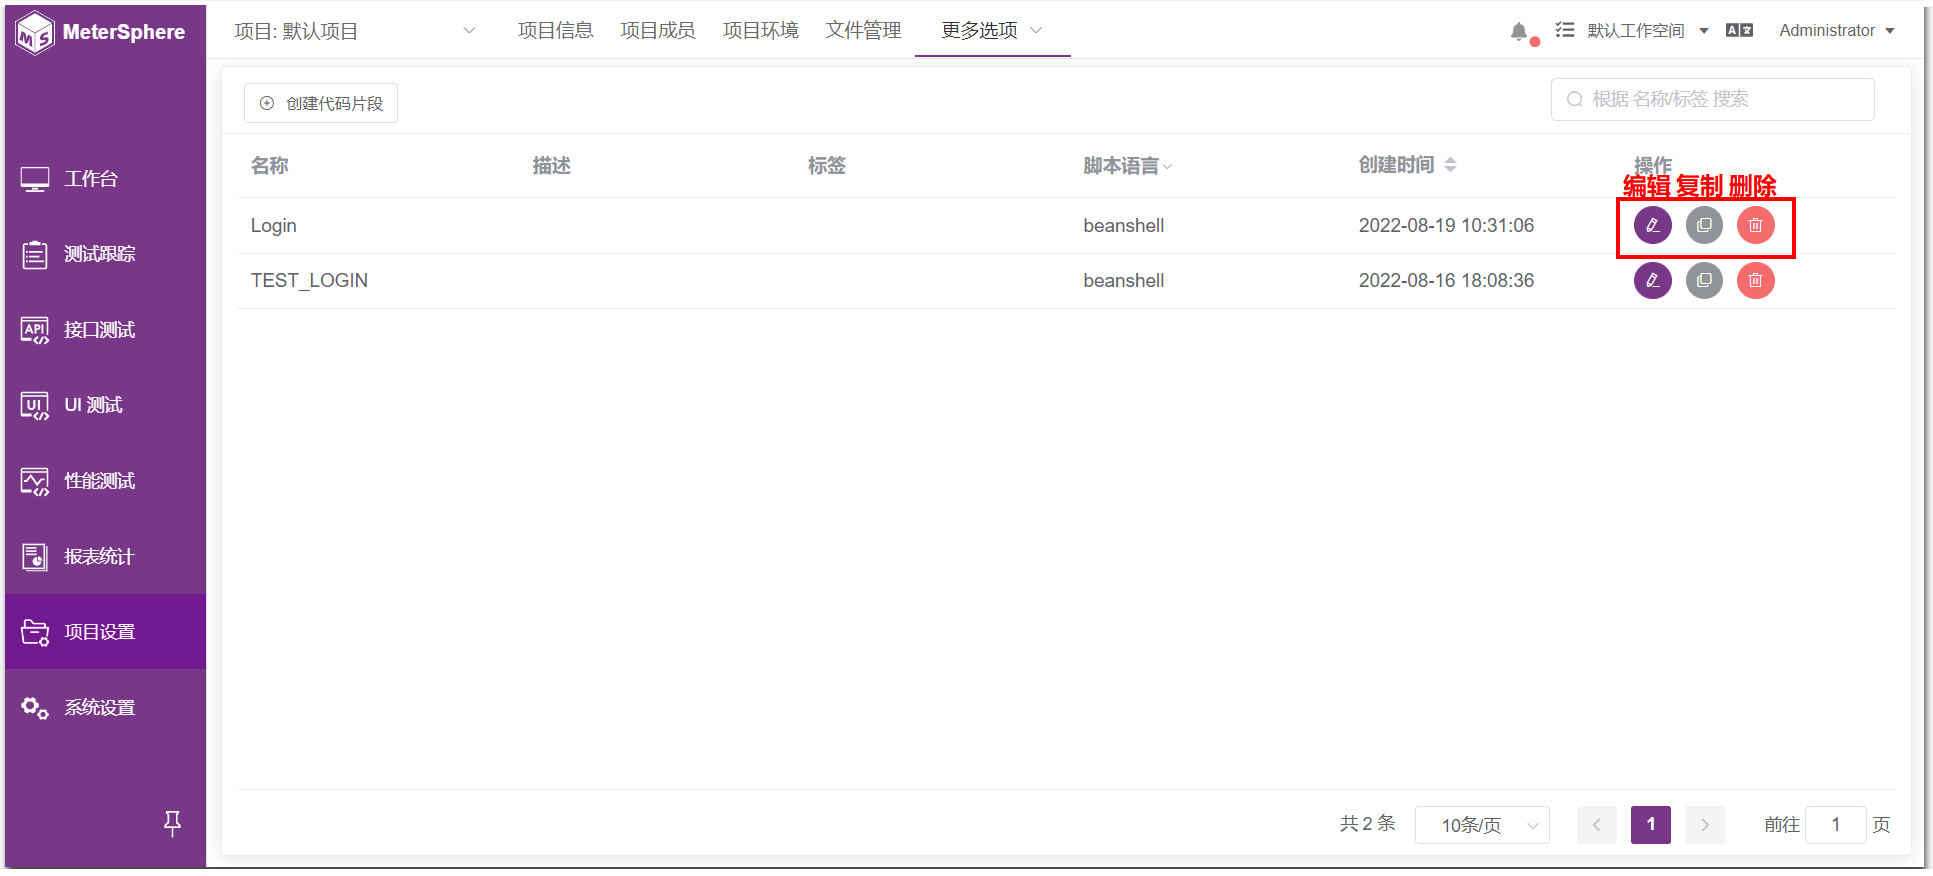 MeterSphere
项目: 默认项目
项目信息
项目成员
项目环境
文件管理
更多选项
默认工作空间
Administrator
工作台
测试跟踪
接口测试
UI 测试
性能测试
报表统计
项目设置
系统设置
创建代码片段
根据 名称/标签 搜索
名称 描述 标签 脚本语言 创建时间 操作
编辑 复制 删除
Login beanshell 2022-08-19 10:31:06
TEST_LOGIN beanshell 2022-08-16 18:08:36
共 2 条 10条/页 1 前往 1 页